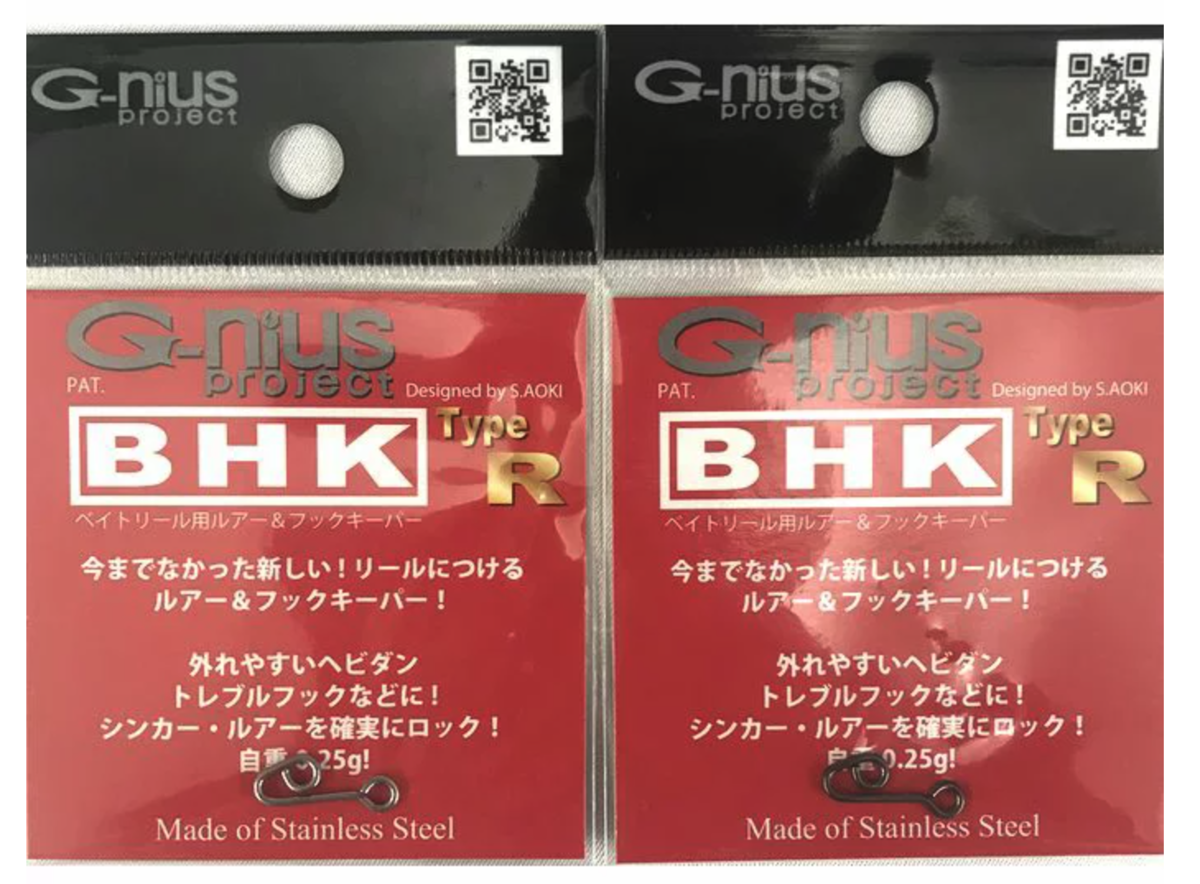 G-nius
project
G-nius
project
PAT.
Designed by S.AOKI
BHK
Type
R
ベイトリール用ルアー＆フックキーパー
今までなかった新しい！リールにつける
ルアー＆フックキーパー！
外れやすいヘビダン
トレブルフックなどに！
シンカー・ルアーを確実にロック！
自重 0.25g!
Made of Stainless Steel
G-nius
project
G-nius
project
PAT.
Designed by S.AOKI
BHK
Type
R
ベイトリール用ルアー＆フックキーパー
今までなかった新しい！リールにつける
ルアー＆フックキーパー！
外れやすいヘビダン
トレブルフックなどに！
シンカー・ルアーを確実にロック！
自重 0.25g!
Made of Stainless Steel